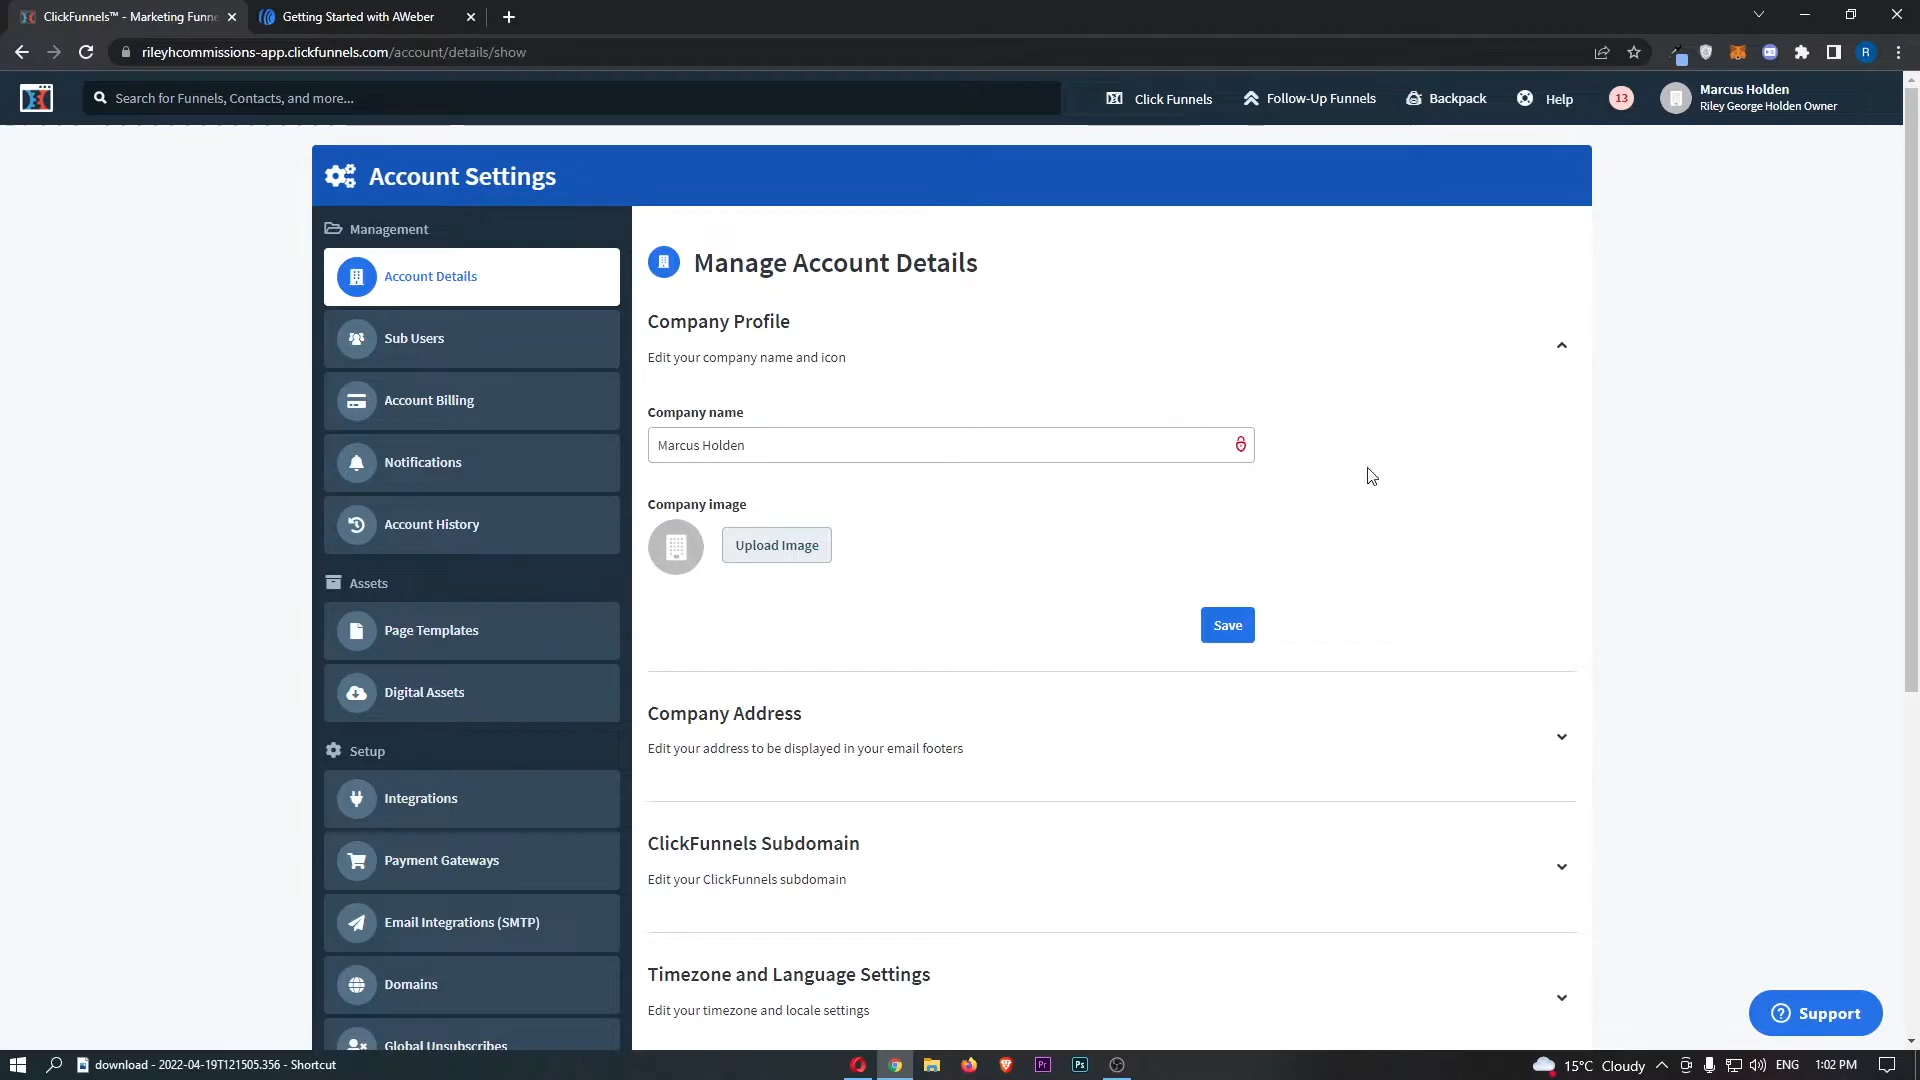 ClickFunnels™ - Marketing Funne
Getting Started with AWeber
rileyhcommissions-app.clickfunnels.com/account/details/show
R
Search for Funnels, Contacts, and more...
Click Funnels
Follow-Up Funnels
Backpack
Help
13
Marcus Holden
Riley George Holden Owner
Account Settings
Management
Account Details
Sub Users
Account Billing
Notifications
Account History
Assets
Page Templates
Digital Assets
Setup
Integrations
Payment Gateways
Email Integrations (SMTP)
Domains
Global Unsubscribes
Manage Account Details
Company Profile
Edit your company name and icon
Company name
Marcus Holden
Company image
Upload Image
Save
Company Address
Edit your address to be displayed in your email footers
ClickFunnels Subdomain
Edit your ClickFunnels subdomain
Timezone and Language Settings
Edit your timezone and locale settings
Support
download - 2022-04-19T121505.356 - Shortcut
Pr
Ps
15°C Cloudy
ENG
1:02 PM